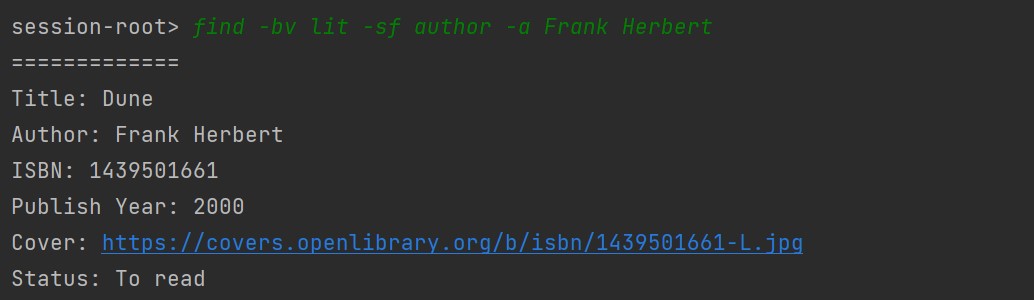 session-root> find -bv lit -sf author -a Frank Herbert
=============
Title: Dune
Author: Frank Herbert
ISBN: 1439501661
Publish Year: 2000
Cover: https://covers.openlibrary.org/b/isbn/1439501661-L.jpg
Status: To read